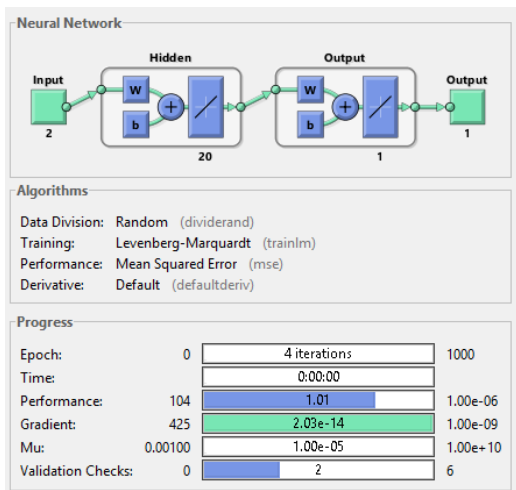 Neural Network
Hidden Output
Input Output
W W
+ +
b b
2 1
20 1
Algorithms
Data Division: Random (dividerand)
Training: Levenberg-Marquardt (trainlm)
Performance: Mean Squared Error (mse)
Derivative: Default (defaultderiv)
Progress
Epoch: 0 4 iterations 1000
Time: 0:00:00
Performance: 104 1.01 1.00e-06
Gradient: 425 2.03e-14 1.00e-09
Mu: 0.00100 1.00e-05 1.00e+10
Validation Checks: 0 2 6